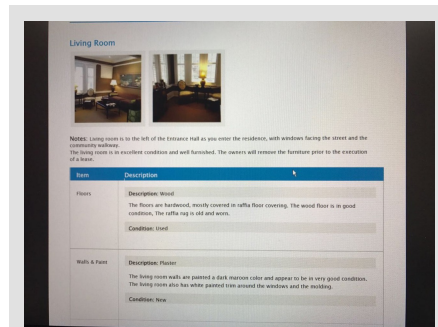 Living Room
Notes: Living room is to the left of the Entrance Hall as you enter the residence, with windows facing the street and the
community walkway.
The living room is in excellent condition and well furnished. The owners will remove the furniture prior to the execution
of a lease.
Item Description
Floors Description: Wood
The floors are hardwood, mostly covered in raffia floor covering. The wood floor is in good
condition, The raffia rug is old and worn.
Condition: Used
Walls & Paint Description: Plaster
The living room walls are painted a dark maroon color and appear to be in very good condition.
The living room also has white painted trim around the windows and the molding.
Condition: New